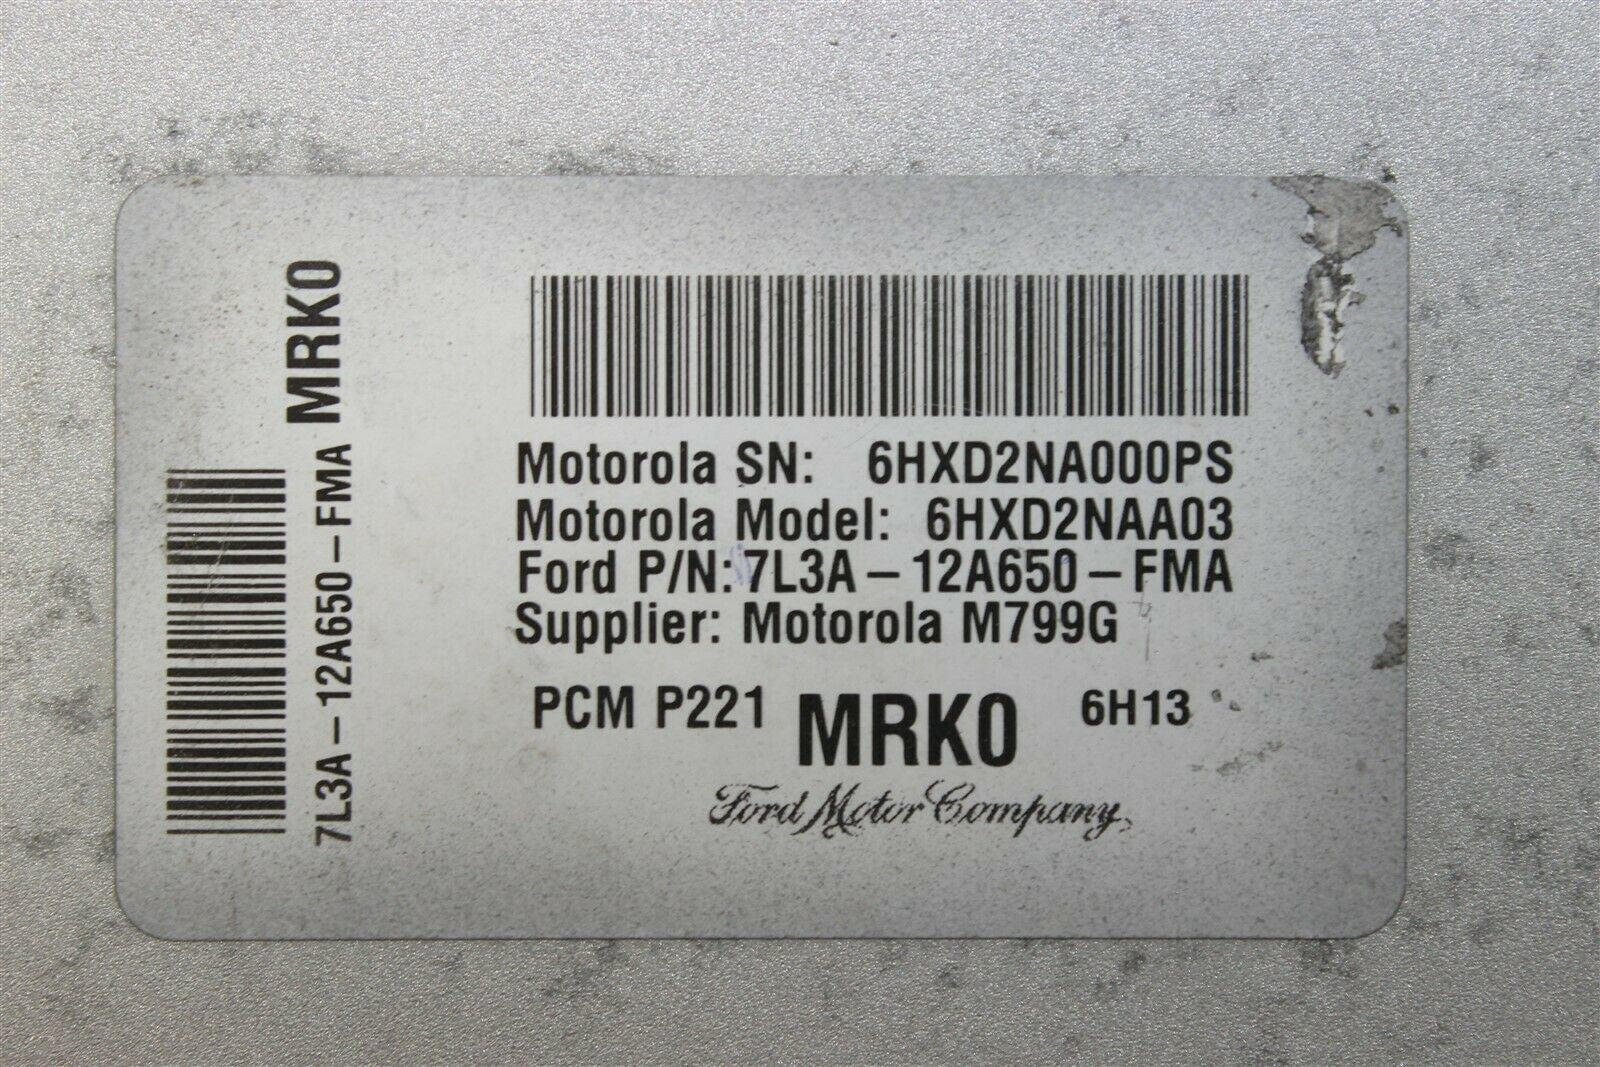 MRK0
7L3A-12A650-FMA
Motorola SN: 6HXD2NA000PS
Motorola Model: 6HXD2NAA03
Ford P/N: 7L3A-12A650-FMA
Supplier: Motorola M799G
PCM P221 MRK0 6H13
Ford Motor Company